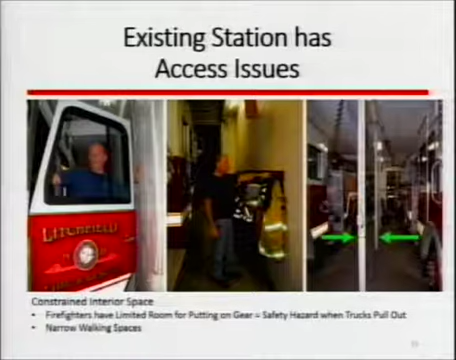 Existing Station has
Access Issues
LITCHFIELD
Constrained Interior Space
• Firefighters have Limited Room for Putting on Gear = Safety Hazard when Trucks Pull Out
• Narrow Walking Spaces